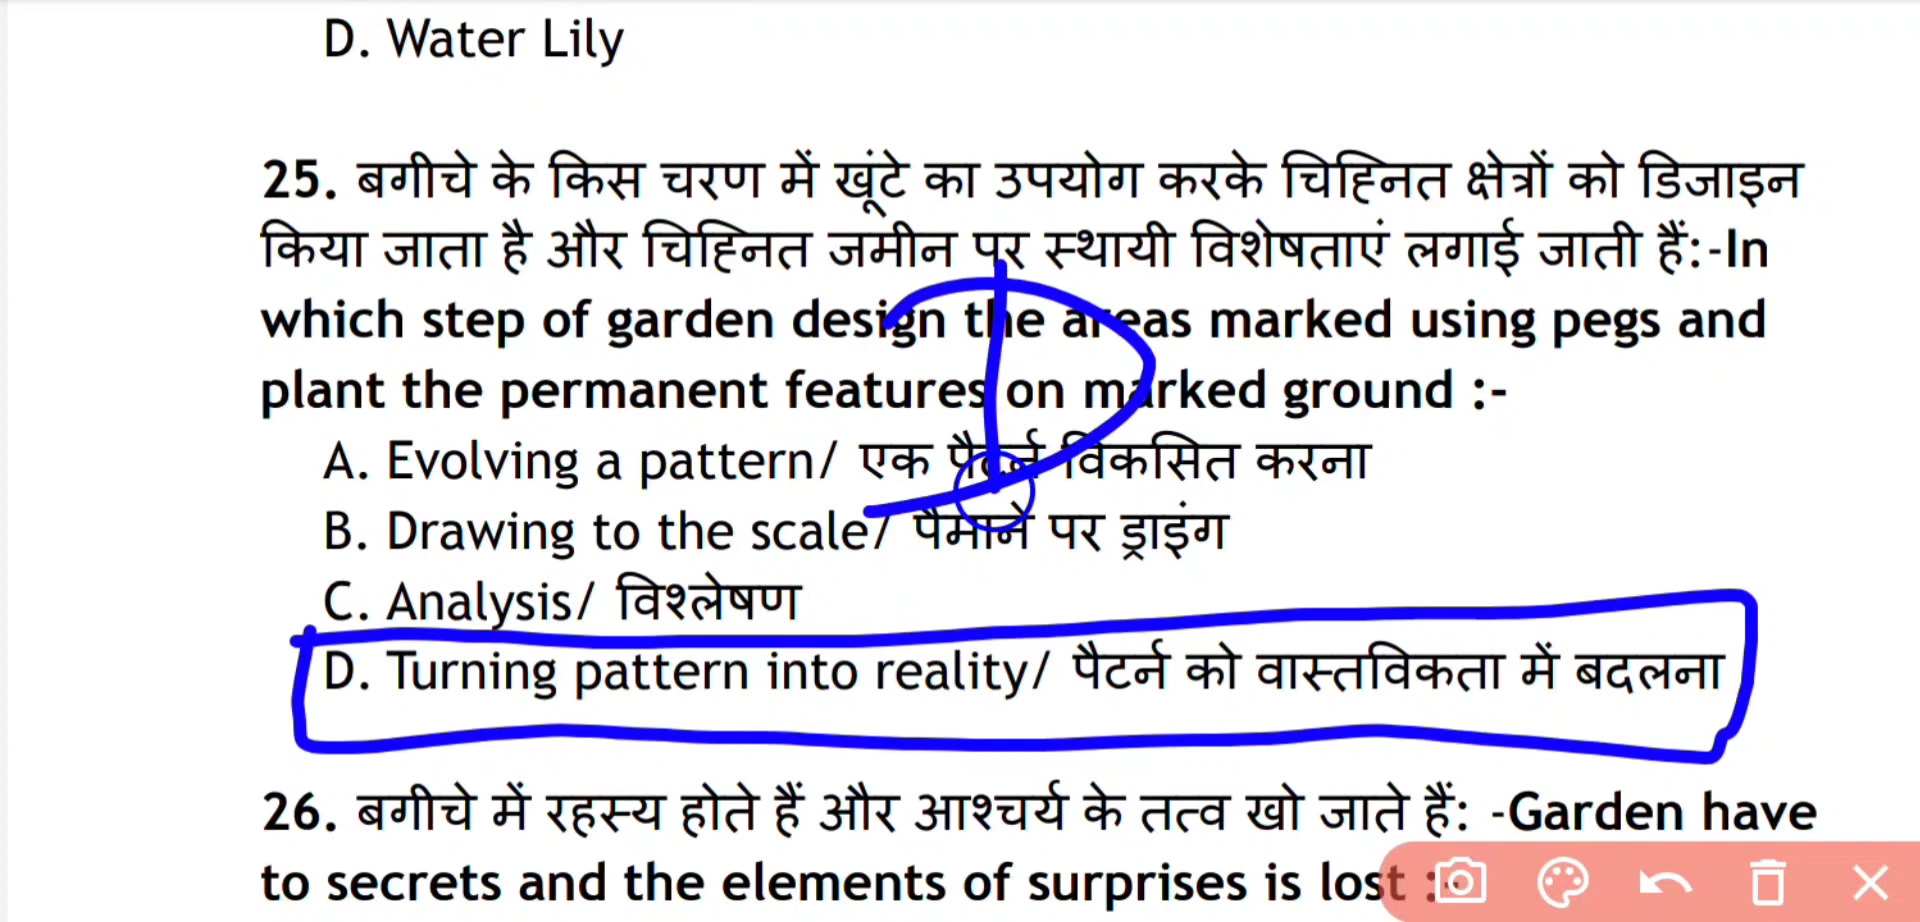 D. Water Lily
25. बगीचे के किस चरण में खूंटे का उपयोग करके चिह्नित क्षेत्रों को डिजाइन
किया जाता है और चिह्नित जमीन पर स्थायी विशेषताएं लगाई जाती हैं:-In
which step of garden design the areas marked using pegs and
plant the permanent features on marked ground :-
A. Evolving a pattern/ एक पैटर्न विकसित करना
B. Drawing to the scale/ पैमाने पर ड्राइंग
C. Analysis/ विश्लेषण
D. Turning pattern into reality/ पैटर्न को वास्तविकता में बदलना
D
26. बगीचे में रहस्य होते हैं और आश्चर्य के तत्व खो जाते हैं: -Garden have
to secrets and the elements of surprises is lost :-